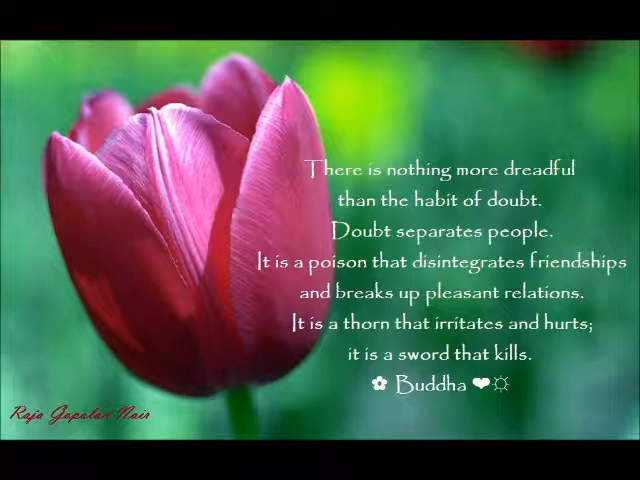 There is nothing more dreadful
than the habit of doubt.
Doubt separates people.
It is a poison that disintegrates friendships
and breaks up pleasant relations.
It is a thorn that irritates and hurts;
it is a sword that kills.
✿ Buddha ❤☼
Raja Gopalan Nair